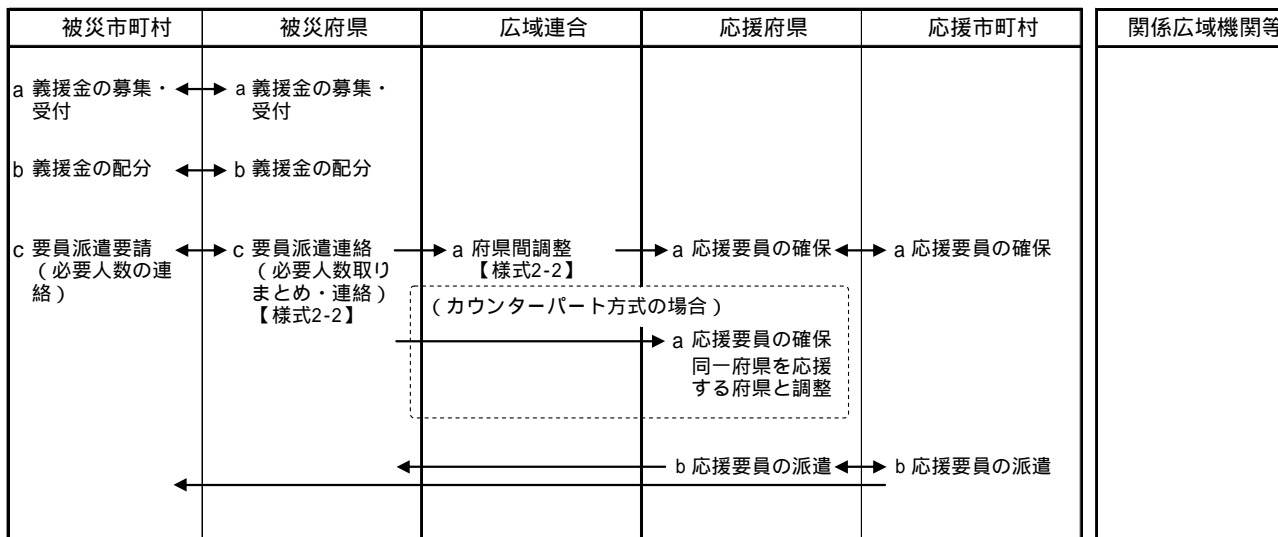 被災市町村 被災府県 広域連合 応援府県 応援市町村 関係広域機関等
a 義援金の募集・
受付
a 義援金の募集・
受付
b 義援金の配分
b 義援金の配分
c 要員派遣要請
(必要人数の連
絡)
c 要員派遣連絡
(必要人数取り
まとめ・連絡)
【様式2-2】
a 府県間調整
【様式2-2】
a 応援要員の確保
a 応援要員の確保
(カウンターパート方式の場合)
a 応援要員の確保
同一府県を応援
する府県と調整
b 応援要員の派遣
b 応援要員の派遣